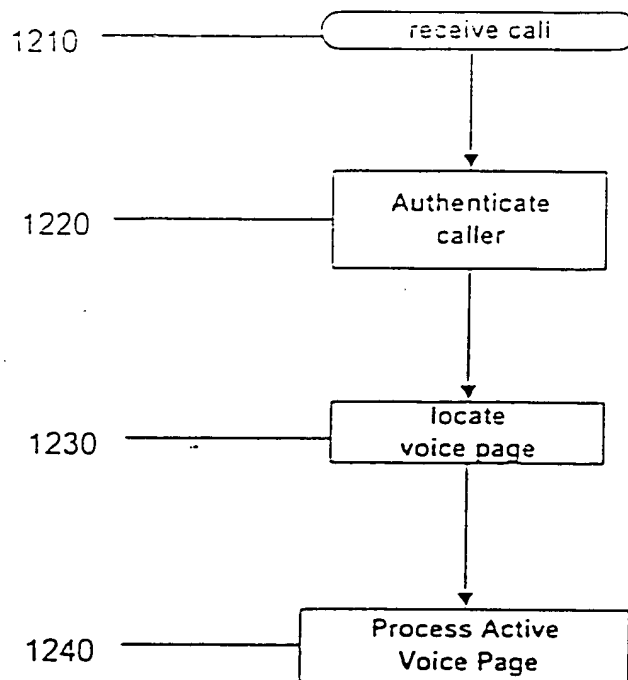 1210 receive call
1220 Authenticate
caller
1230 locate
voice page
1240 Process Active
Voice Page